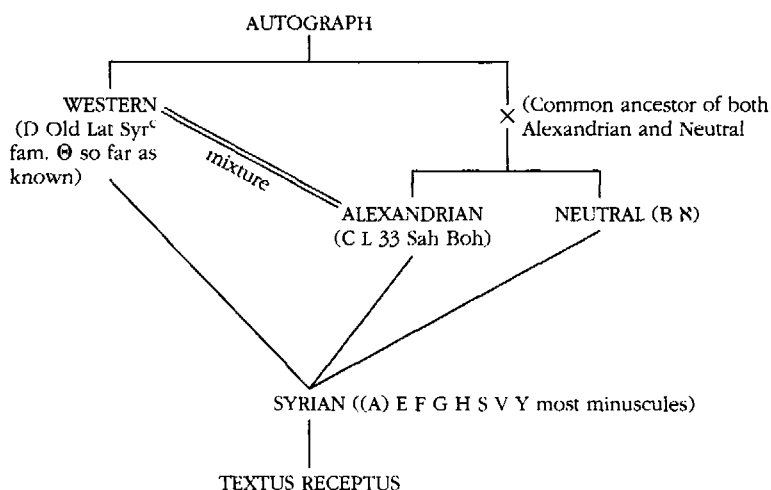 AUTOGRAPH
WESTERN
(D Old Lat Syrᶜ
fam. Θ so far as
known)
× (Common ancestor of both
Alexandrian and Neutral
mixture
ALEXANDRIAN
(C L 33 Sah Boh)
NEUTRAL (B א)
SYRIAN ((A) E F G H S V Y most minuscules)
TEXTUS RECEPTUS